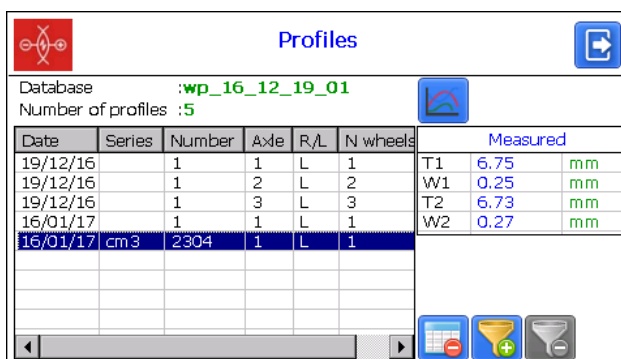 Profiles
Database :wp_16_12_19_01
Number of profiles :5
Date Series Number Axle R/L N wheels
19/12/16 1 1 L 1
19/12/16 1 2 L 2
19/12/16 1 3 L 3
16/01/17 1 1 L 1
16/01/17 cm3 2304 1 L 1
Measured
T1 6.75 mm
W1 0.25 mm
T2 6.73 mm
W2 0.27 mm